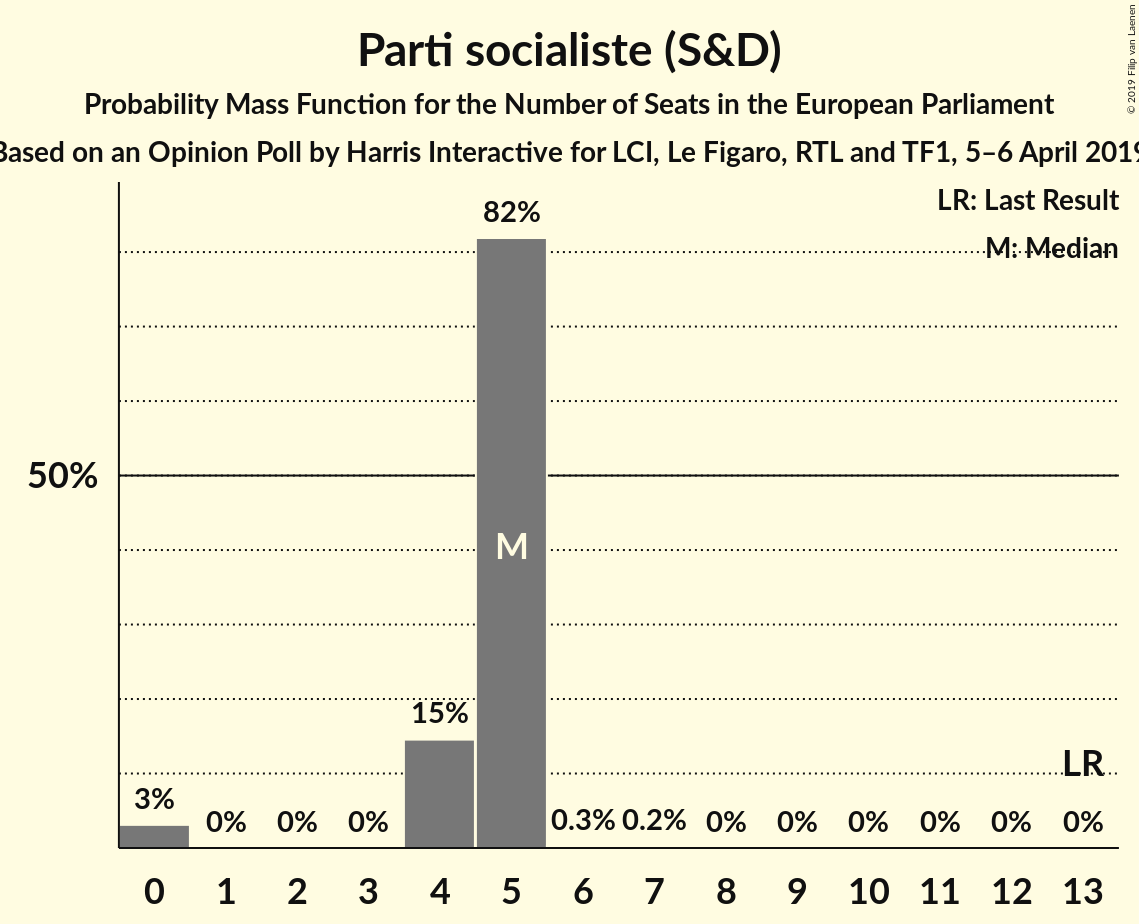 Parti socialiste (S&D)
Probability Mass Function for the Number of Seats in the European Parliament
Based on an Opinion Poll by Harris Interactive for LCI, Le Figaro, RTL and TF1, 5–6 April 2019
© 2019 Filip van Laenen
LR: Last Result
M: Median
82%
50%
M
15%
LR
3% 0% 0% 0% 0.3% 0.2% 0% 0% 0% 0% 0% 0%
0 1 2 3 4 5 6 7 8 9 10 11 12 13